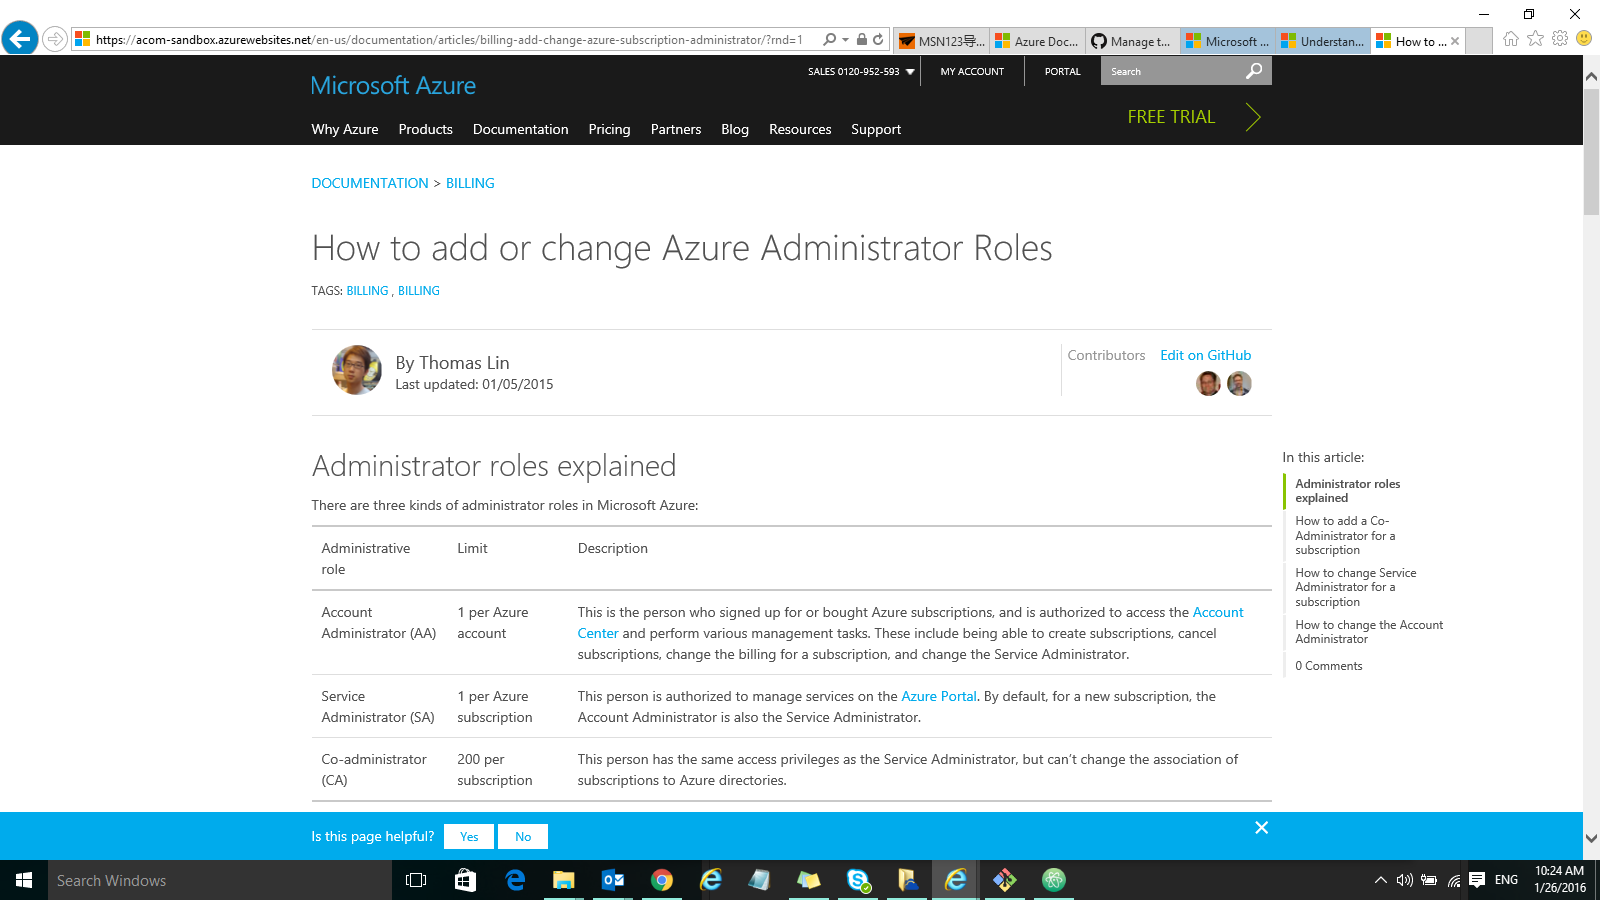 https://acom-sandbox.azurewebsites.net/en-us/documentation/articles/billing-add-change-azure-subscription-administrator/?rnd=1
MSN123导...
Azure Doc...
Manage t...
Microsoft ...
Understan...
How to ...
Microsoft Azure
SALES 0120-952-593
MY ACCOUNT
PORTAL
Search
Why Azure
Products
Documentation
Pricing
Partners
Blog
Resources
Support
FREE TRIAL
DOCUMENTATION > BILLING
How to add or change Azure Administrator Roles
TAGS: BILLING , BILLING
By Thomas Lin
Last updated: 01/05/2015
Contributors
Edit on GitHub
Administrator roles explained
There are three kinds of administrator roles in Microsoft Azure:
Administrative
role
Limit
Description
Account
Administrator (AA)
1 per Azure
account
This is the person who signed up for or bought Azure subscriptions, and is authorized to access the Account
Center and perform various management tasks. These include being able to create subscriptions, cancel
subscriptions, change the billing for a subscription, and change the Service Administrator.
Service
Administrator (SA)
1 per Azure
subscription
This person is authorized to manage services on the Azure Portal. By default, for a new subscription, the
Account Administrator is also the Service Administrator.
Co-administrator
(CA)
200 per
subscription
This person has the same access privileges as the Service Administrator, but can't change the association of
subscriptions to Azure directories.
In this article:
Administrator roles
explained
How to add a Co-
Administrator for a
subscription
How to change Service
Administrator for a
subscription
How to change the Account
Administrator
0 Comments
Is this page helpful?
Yes
No
Search Windows
ENG
10:24 AM
1/26/2016